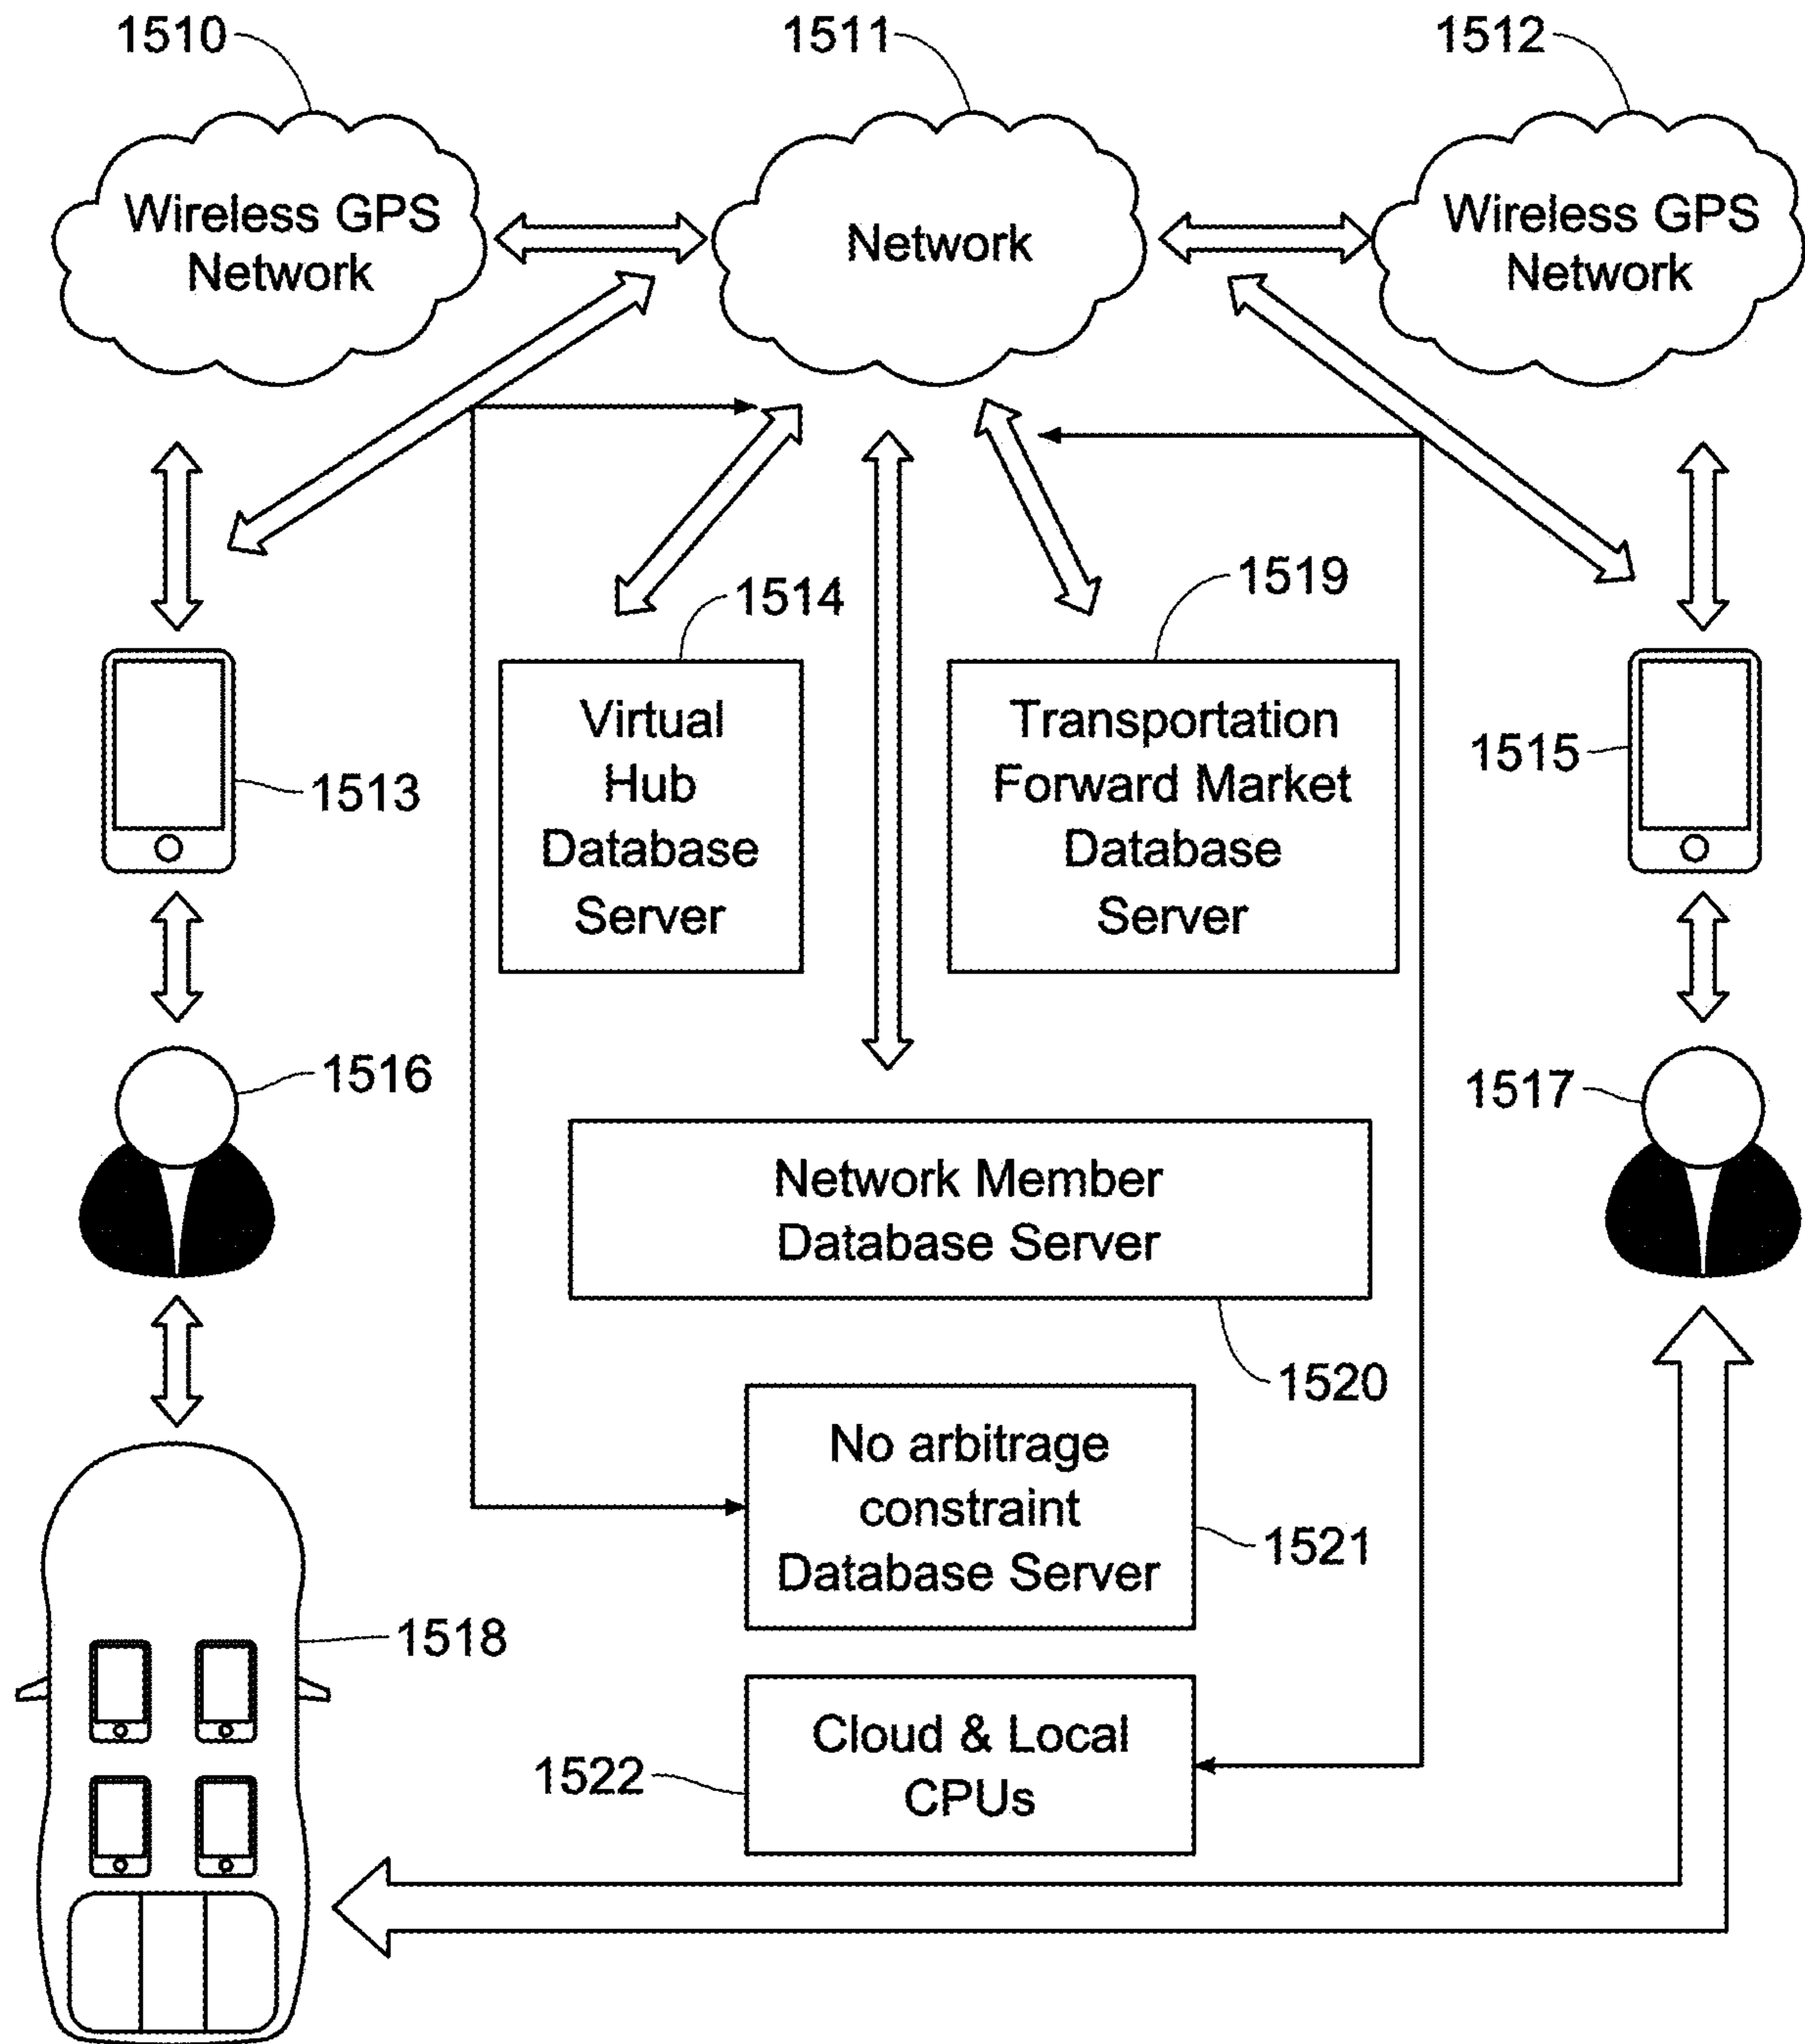 1510
1511
1512
Wireless GPS
Network
Network
Wireless GPS
Network
1514
1519
1513
Virtual
Hub
Database
Server
Transportation
Forward Market
Database
Server
1515
1516
1517
Network Member
Database Server
1520
No arbitrage
constraint
Database Server
1521
1518
Cloud & Local
CPUs
1522